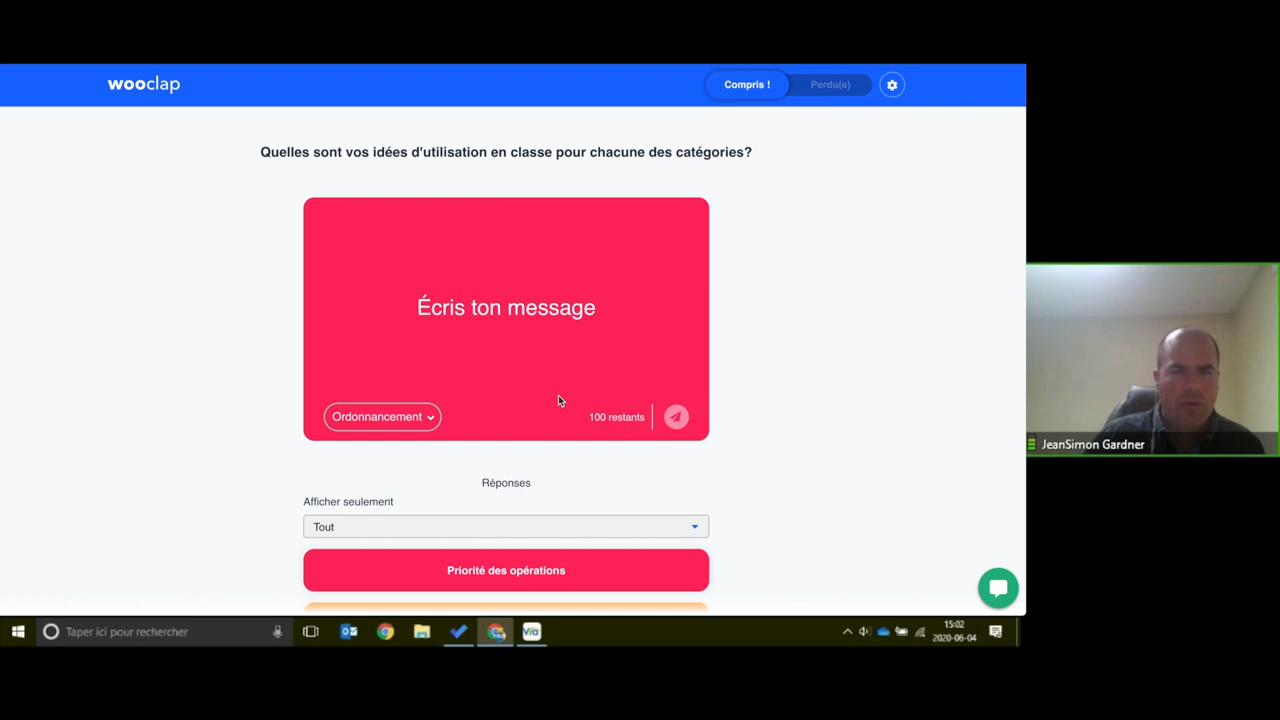 wooclap
Compris !
Perdu(e)
Quelles sont vos idées d'utilisation en classe pour chacune des catégories?
Écris ton message
Ordonnancement
100 restants
Réponses
Afficher seulement
Tout
Priorité des opérations
JeanSimon Gardner
Taper ici pour rechercher
Via
15:02
2020-06-04